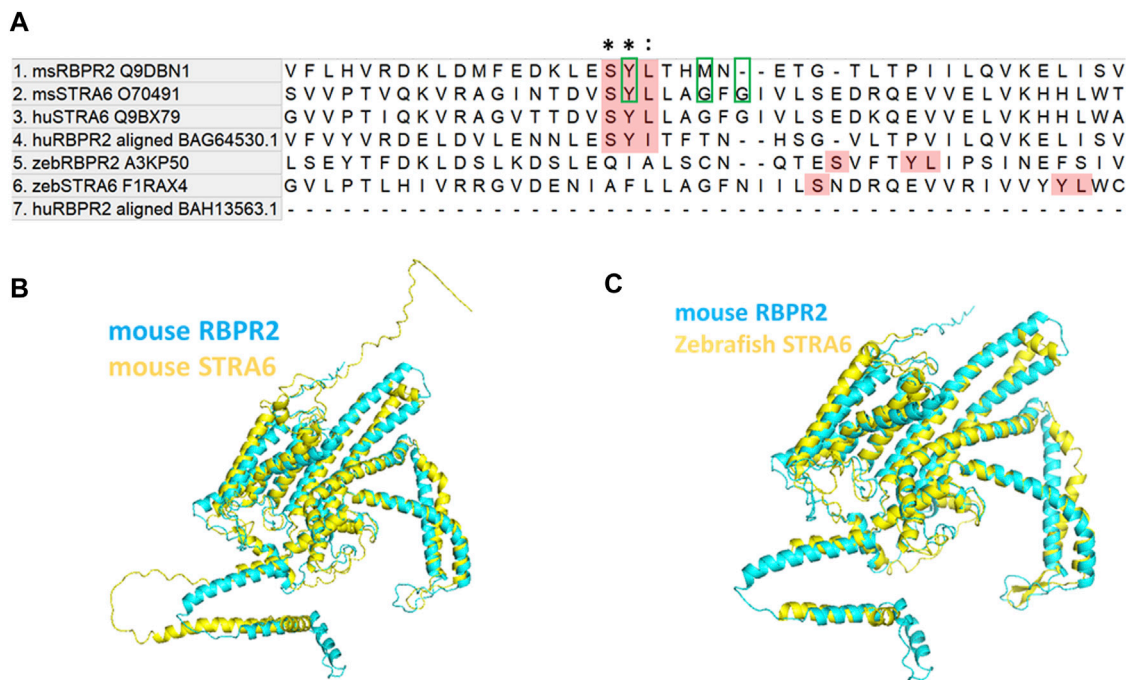 A
* * :
1. msRBPR2 Q9DBN1 V F L H V R D K L D M F E D K L E S Y L T H M N - - E T G - T L T P I I L Q V K E L I S V
2. msSTRA6 O70491 S V V P T V Q K V R A G I N T D V S Y L L A G F G I V L S E D R Q E V V E L V K H H L W T
3. huSTRA6 Q9BX79 G V V P T I Q K V R A G V T T D V S Y L L A G F G I V L S E D K Q E V V E L V K H H L W A
4. huRBPR2 aligned BAG64530.1 V F V Y V R D E L D V L E N N L E S Y I T F T N - - H S G - V L T P V I L Q V K E L I S V
5. zebRBPR2 A3KP50 L S E Y T F D K L D S L K D S L E Q I A L S C N - - Q T E S V F T Y L I P S I N E F S I V
6. zebSTRA6 F1RAX4 G V L P T L H I V R R G V D E N I A F L L A G F N I I L S N D R Q E V V R I V V Y Y L W C
7. huRBPR2 aligned BAH13563.1 - - - - - - - - - - - - - - - - - - - - - - - - - - - - - - - - - - - - - - - - - - - - -
B
mouse RBPR2
mouse STRA6
C
mouse RBPR2
Zebrafish STRA6